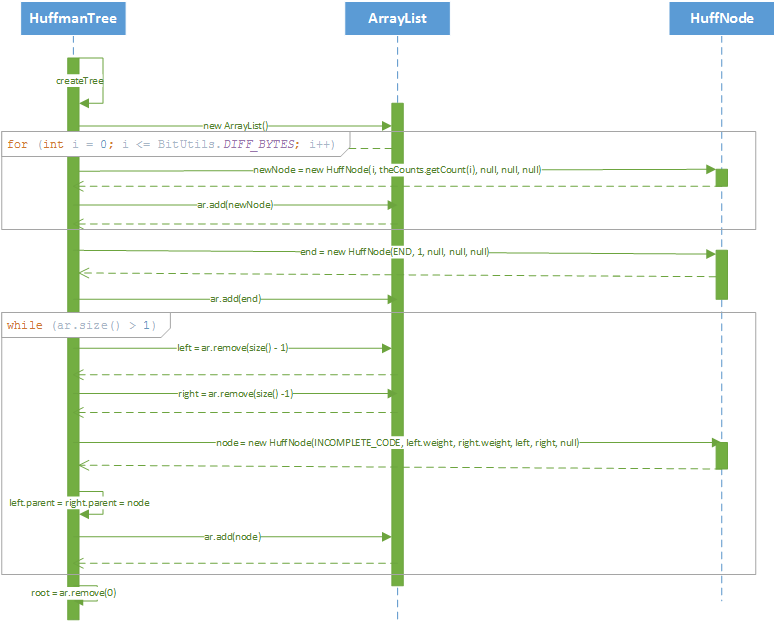 HuffmanTree
ArrayList
HuffNode
createTree
new ArrayList()
for (int i = 0; i <= BitUtils.DIFF_BYTES; i++)
newNode = new HuffNode(i, theCounts.getCount(i), null, null, null)
ar.add(newNode)
end = new HuffNode(END, 1, null, null, null)
ar.add(end)
while (ar.size() > 1)
left = ar.remove(size() - 1)
right = ar.remove(size() -1)
node = new HuffNode(INCOMPLETE_CODE, left.weight, right.weight, left, right, null)
left.parent = right.parent = node
ar.add(node)
root = ar.remove(0)